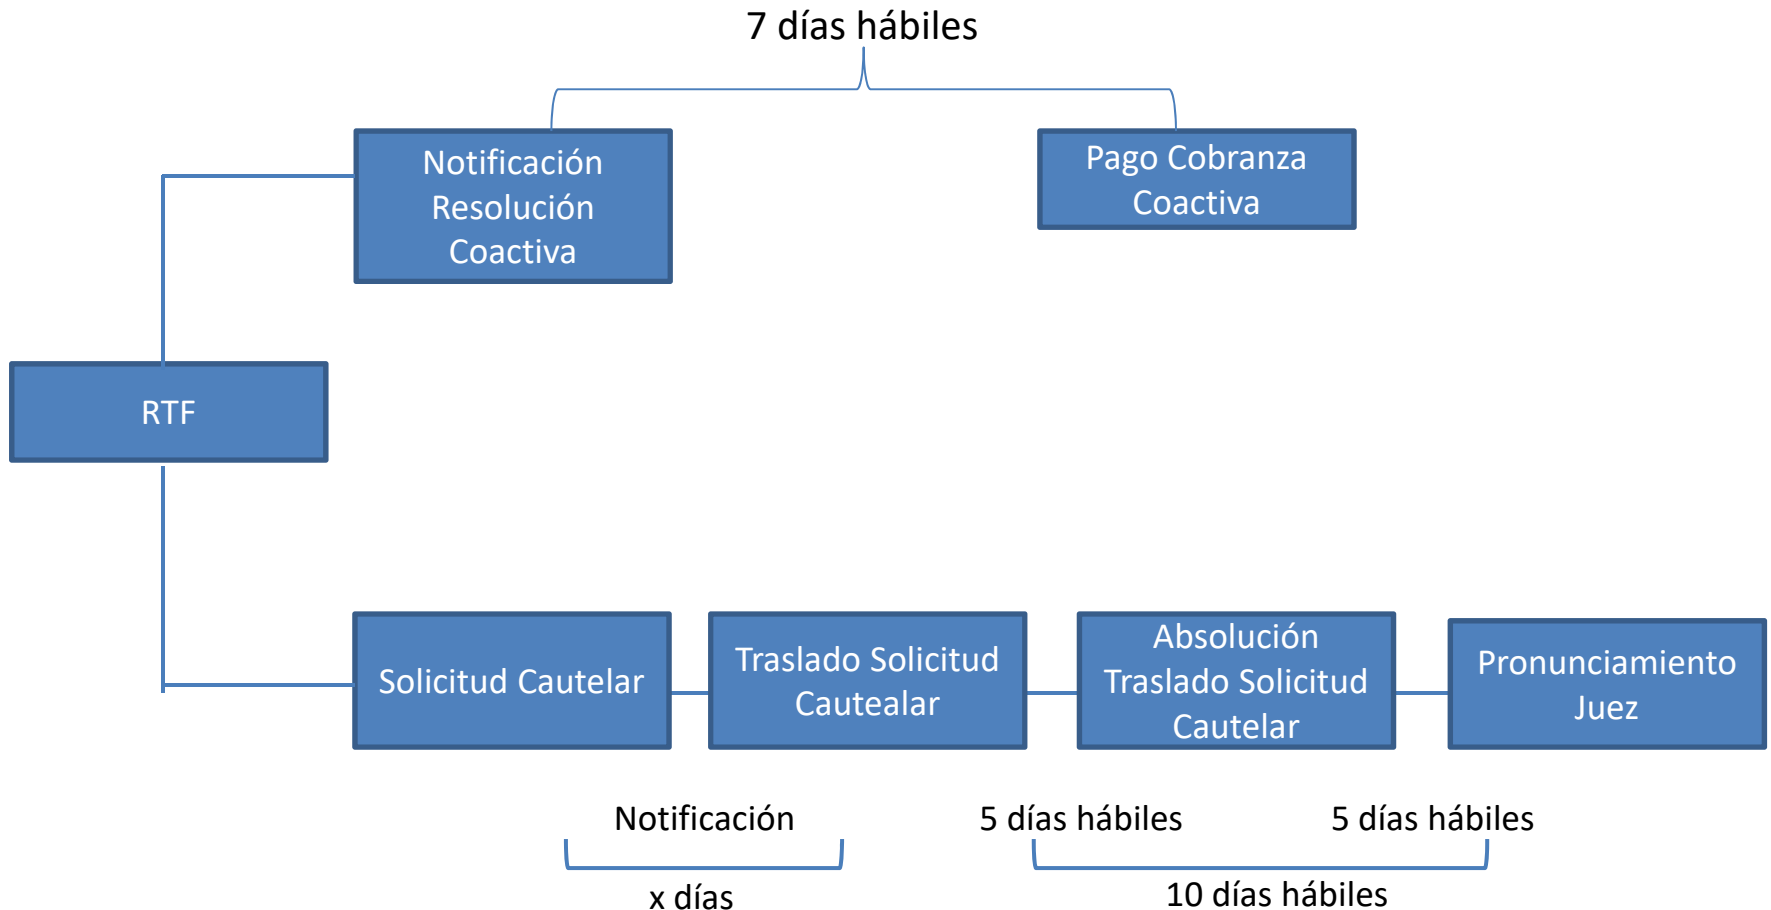 7 días hábiles
Notificación
Resolución
Coactiva
Pago Cobranza
Coactiva
RTF
Solicitud Cautelar
Traslado Solicitud
Cautealar
Absolución
Traslado Solicitud
Cautelar
Pronunciamiento
Juez
Notificación
5 días hábiles
5 días hábiles
x días
10 días hábiles